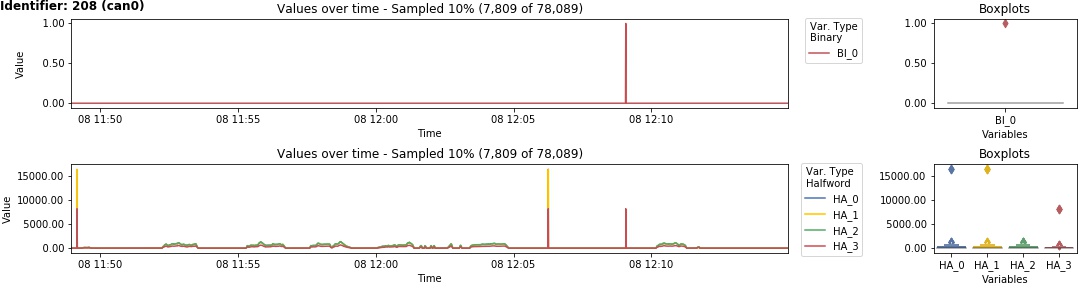 Identifier: 208 (can0)
Values over time - Sampled 10% (7,809 of 78,089)
Value
1.00
0.50
0.00
08 11:50
08 11:55
08 12:00
08 12:05
08 12:10
Time
Var. Type
Binary
BI_0
Boxplots
1.00
0.50
0.00
BI_0
Variables
Values over time - Sampled 10% (7,809 of 78,089)
Value
15000.00
10000.00
5000.00
0.00
08 11:50
08 11:55
08 12:00
08 12:05
08 12:10
Time
Var. Type
Halfword
HA_0
HA_1
HA_2
HA_3
Boxplots
15000.00
10000.00
5000.00
0.00
HA_0 HA_1 HA_2 HA_3
Variables